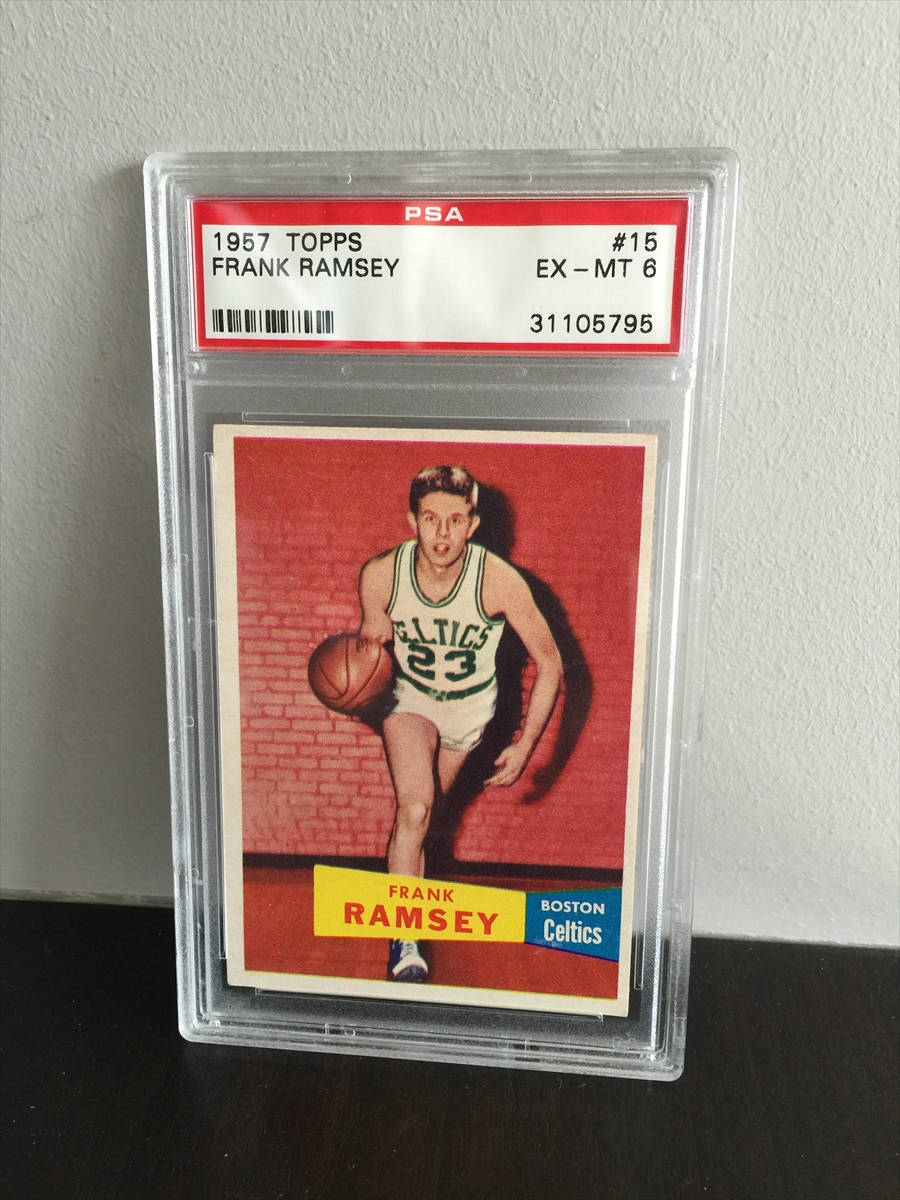 PSA
1957 TOPPS #15
FRANK RAMSEY EX - MT 6
31105795
CELTICS
23
FRANK
RAMSEY
BOSTON
Celtics